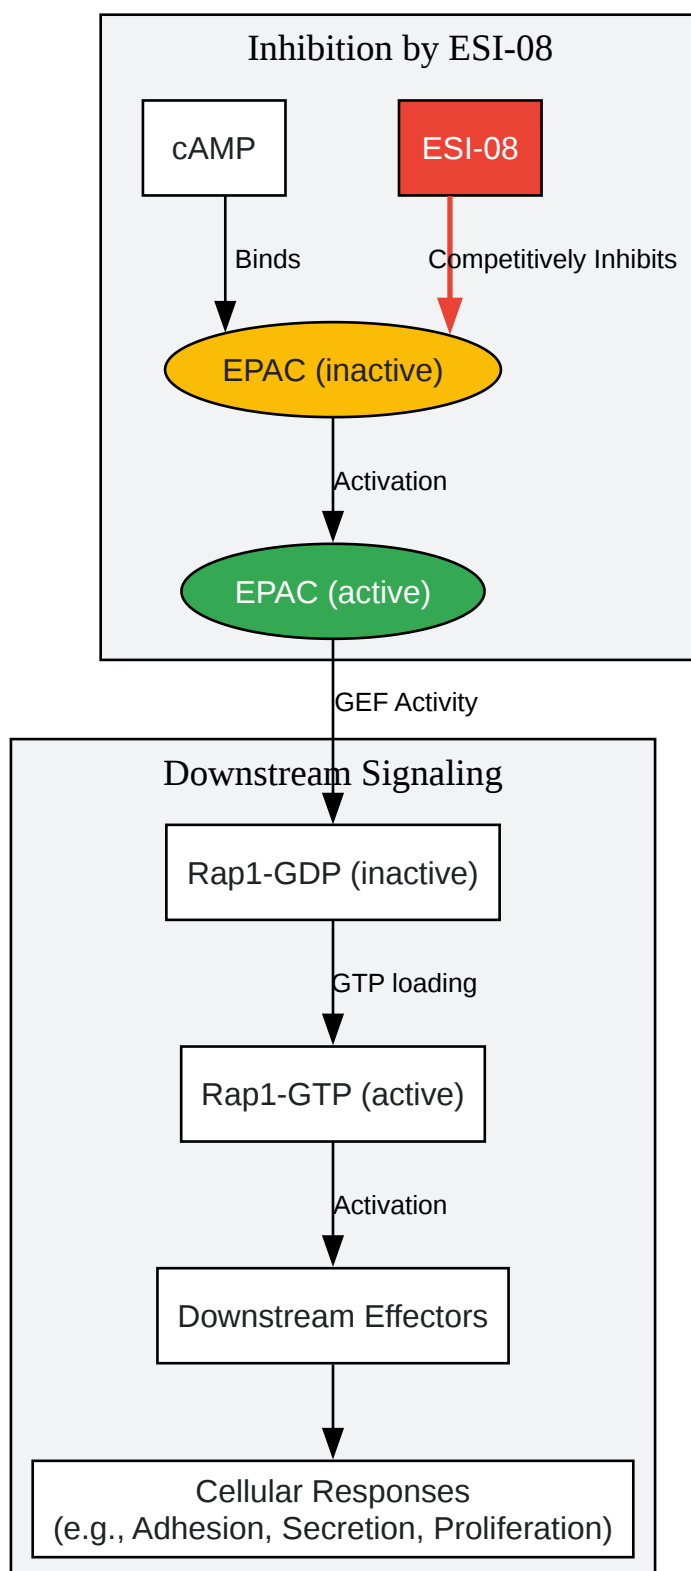 Inhibition by ESI-08
cAMP
ESI-08
Binds
Competitively Inhibits
EPAC (inactive)
Activation
EPAC (active)
GEF Activity
Downstream Signaling
Rap1-GDP (inactive)
GTP loading
Rap1-GTP (active)
Activation
Downstream Effectors
Cellular Responses
(e.g., Adhesion, Secretion, Proliferation)